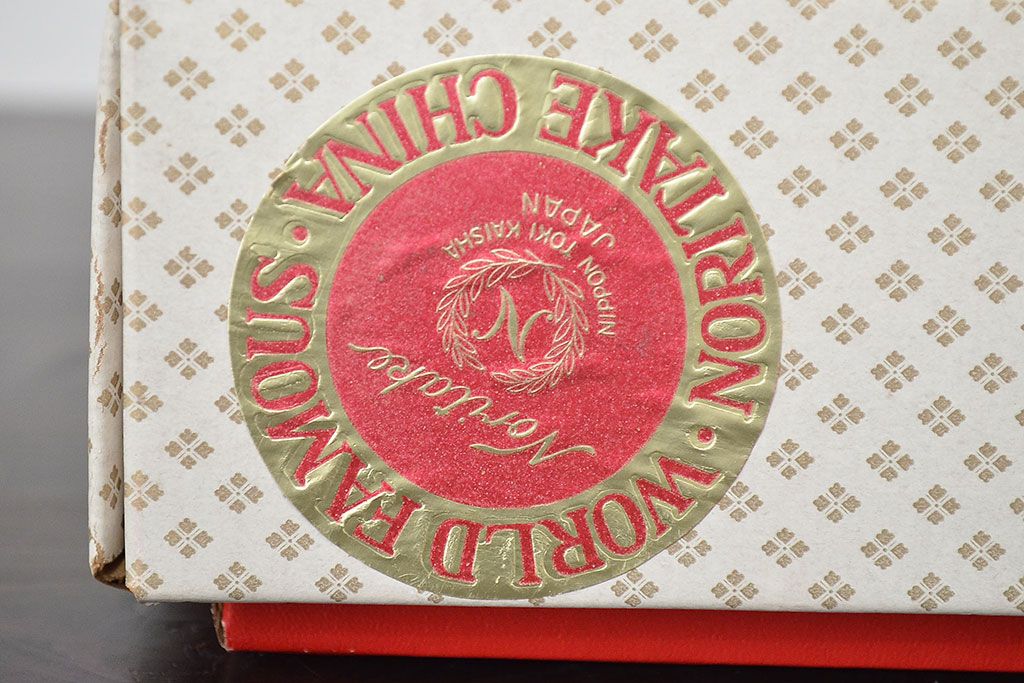 WORLD FAMOUS · NORITAKE CHINA ·
Noritake
N
NIPPON TOKI KAISHA
JAPAN